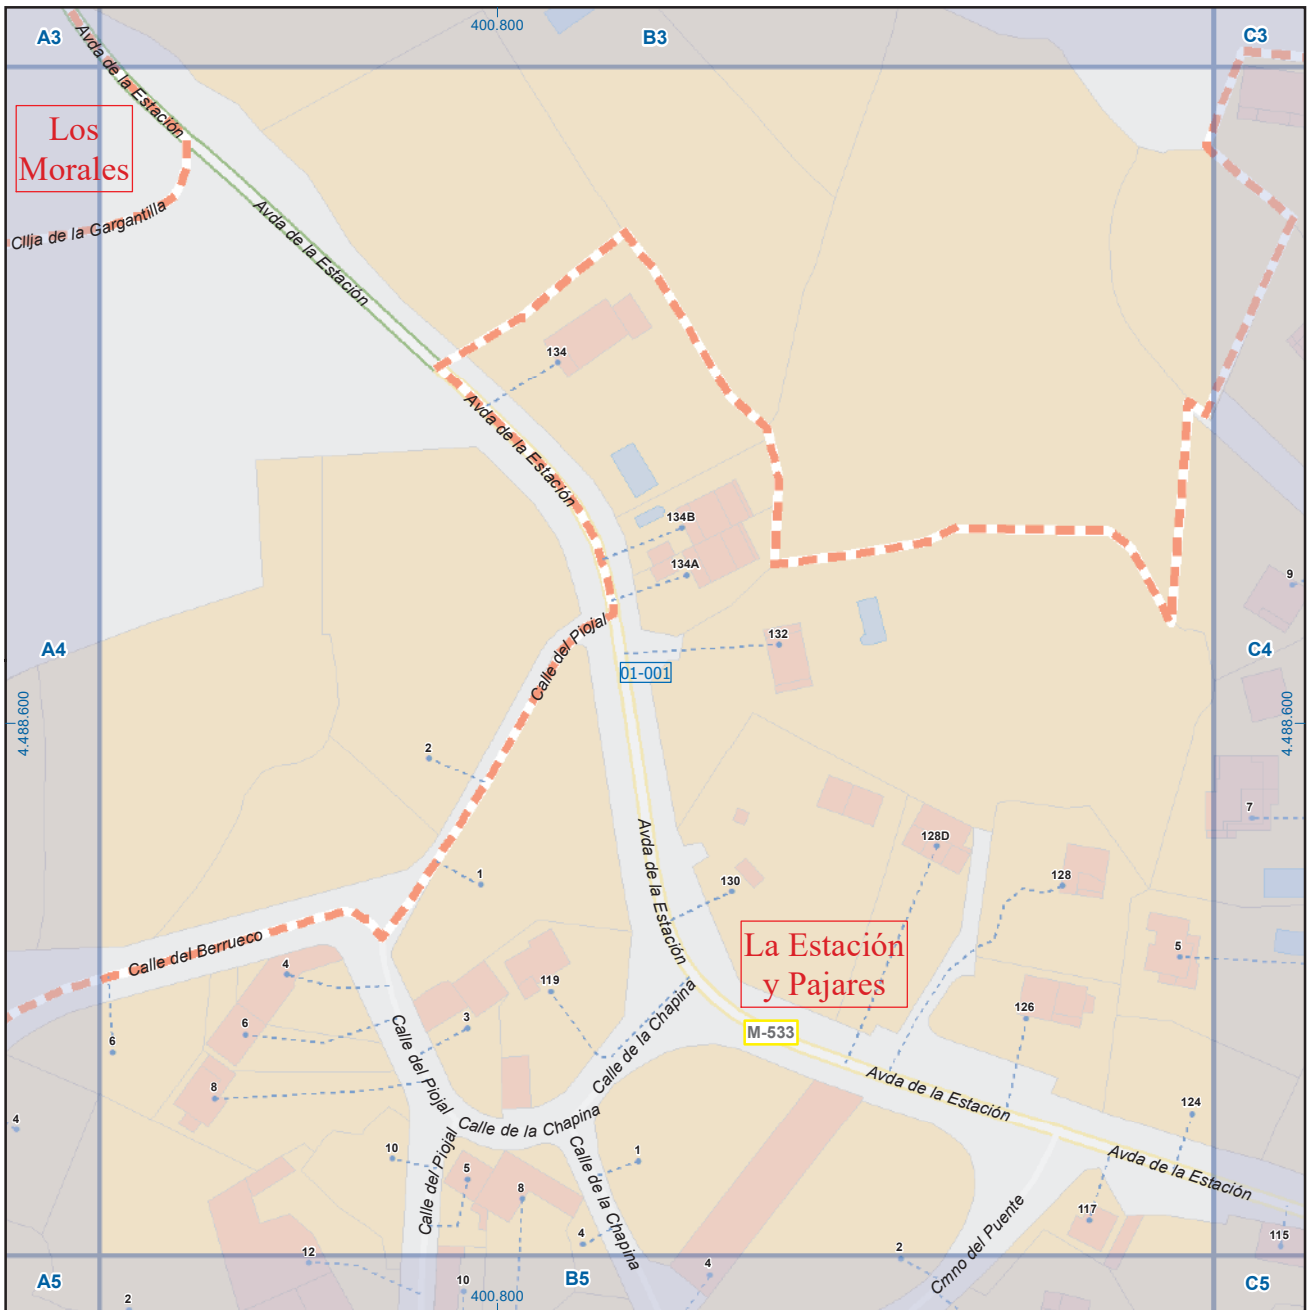 A3
400.800
B3
C3
Avda de la Estación
Los
Morales
Cllja de la Gargantilla
Avda de la Estación
134
Avda de la Estación
134B
134A
9
Calle del Piojal
132
A4
01-001
C4
4.488.600
4.488.600
2
7
Avda de la Estación
128D
128
1
130
La Estación
y Pajares
5
Calle del Berrueco
4
119
6
6
3
Calle de la Chapina
M-533
126
8
Calle del Piojal
Avda de la Estación
124
4
Calle de la Chapina
10
Calle del Piojal
5
8
1
Calle de la Chapina
Avda de la Estación
117
Cmno del Puente
4
115
12
2
4
A5
10
B5
C5
2
400.800